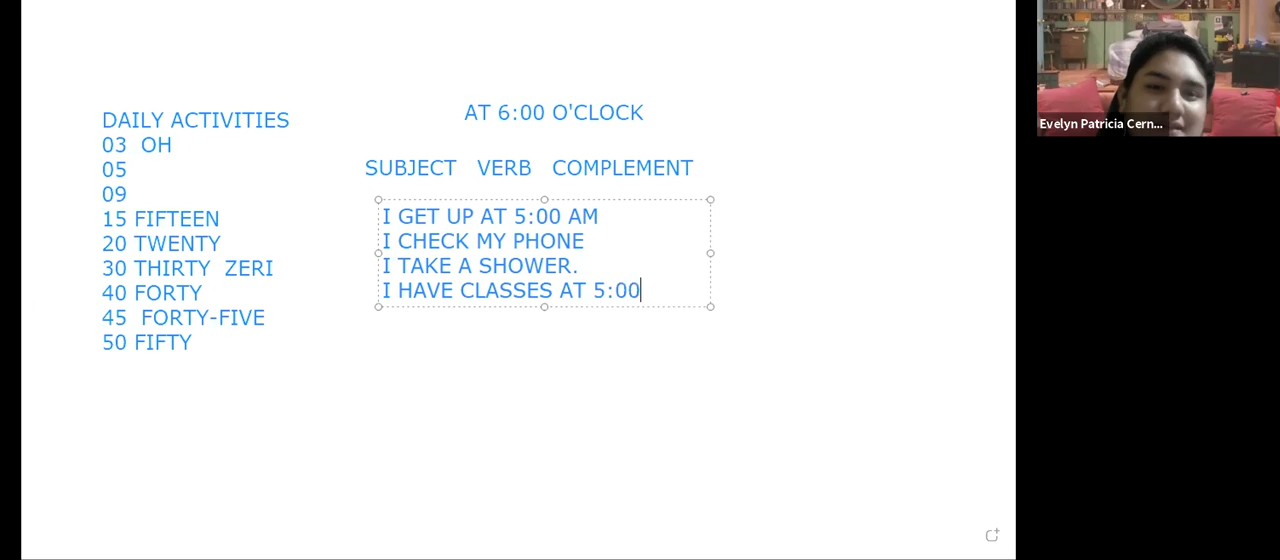 DAILY ACTIVITIES
03 OH
05
09
15 FIFTEEN
20 TWENTY
30 THIRTY ZERI
40 FORTY
45 FORTY-FIVE
50 FIFTY
AT 6:00 O'CLOCK
SUBJECT VERB COMPLEMENT
I GET UP AT 5:00 AM
I CHECK MY PHONE
I TAKE A SHOWER.
I HAVE CLASSES AT 5:00
Evelyn Patricia Cern...